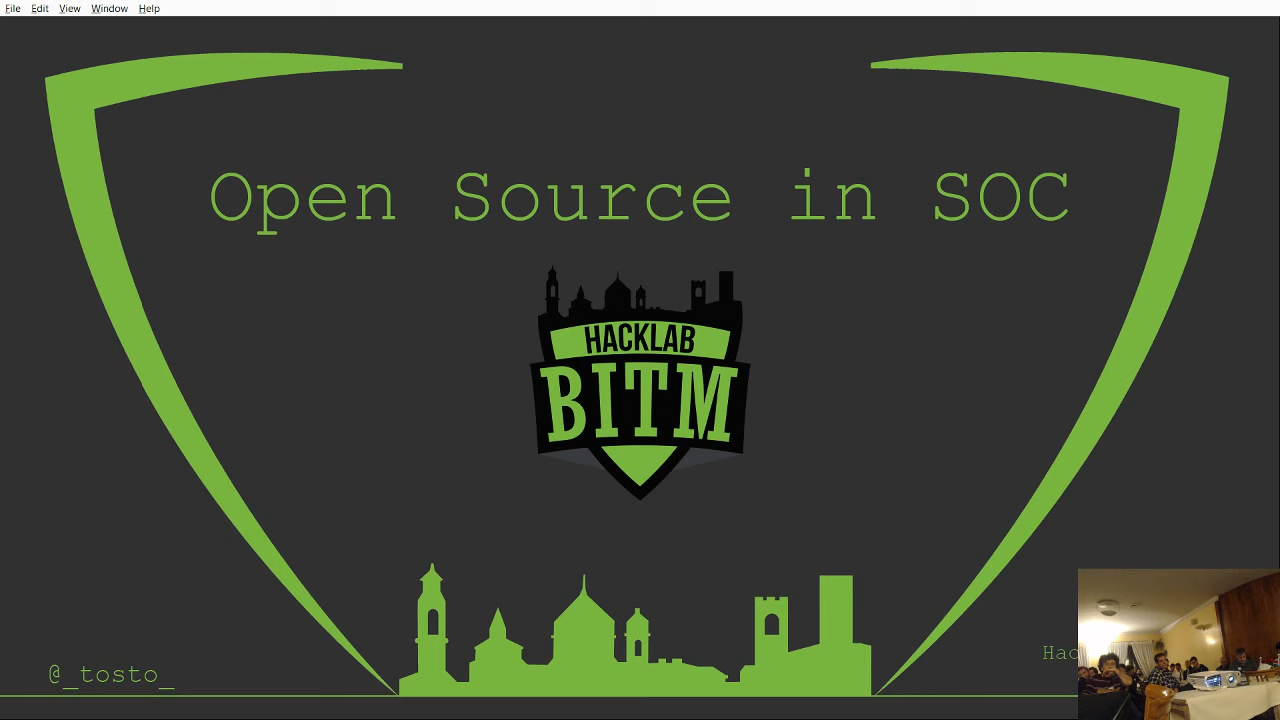 File Edit View Window Help
Open Source in SOC
HACKLAB
BITM
@_tosto_